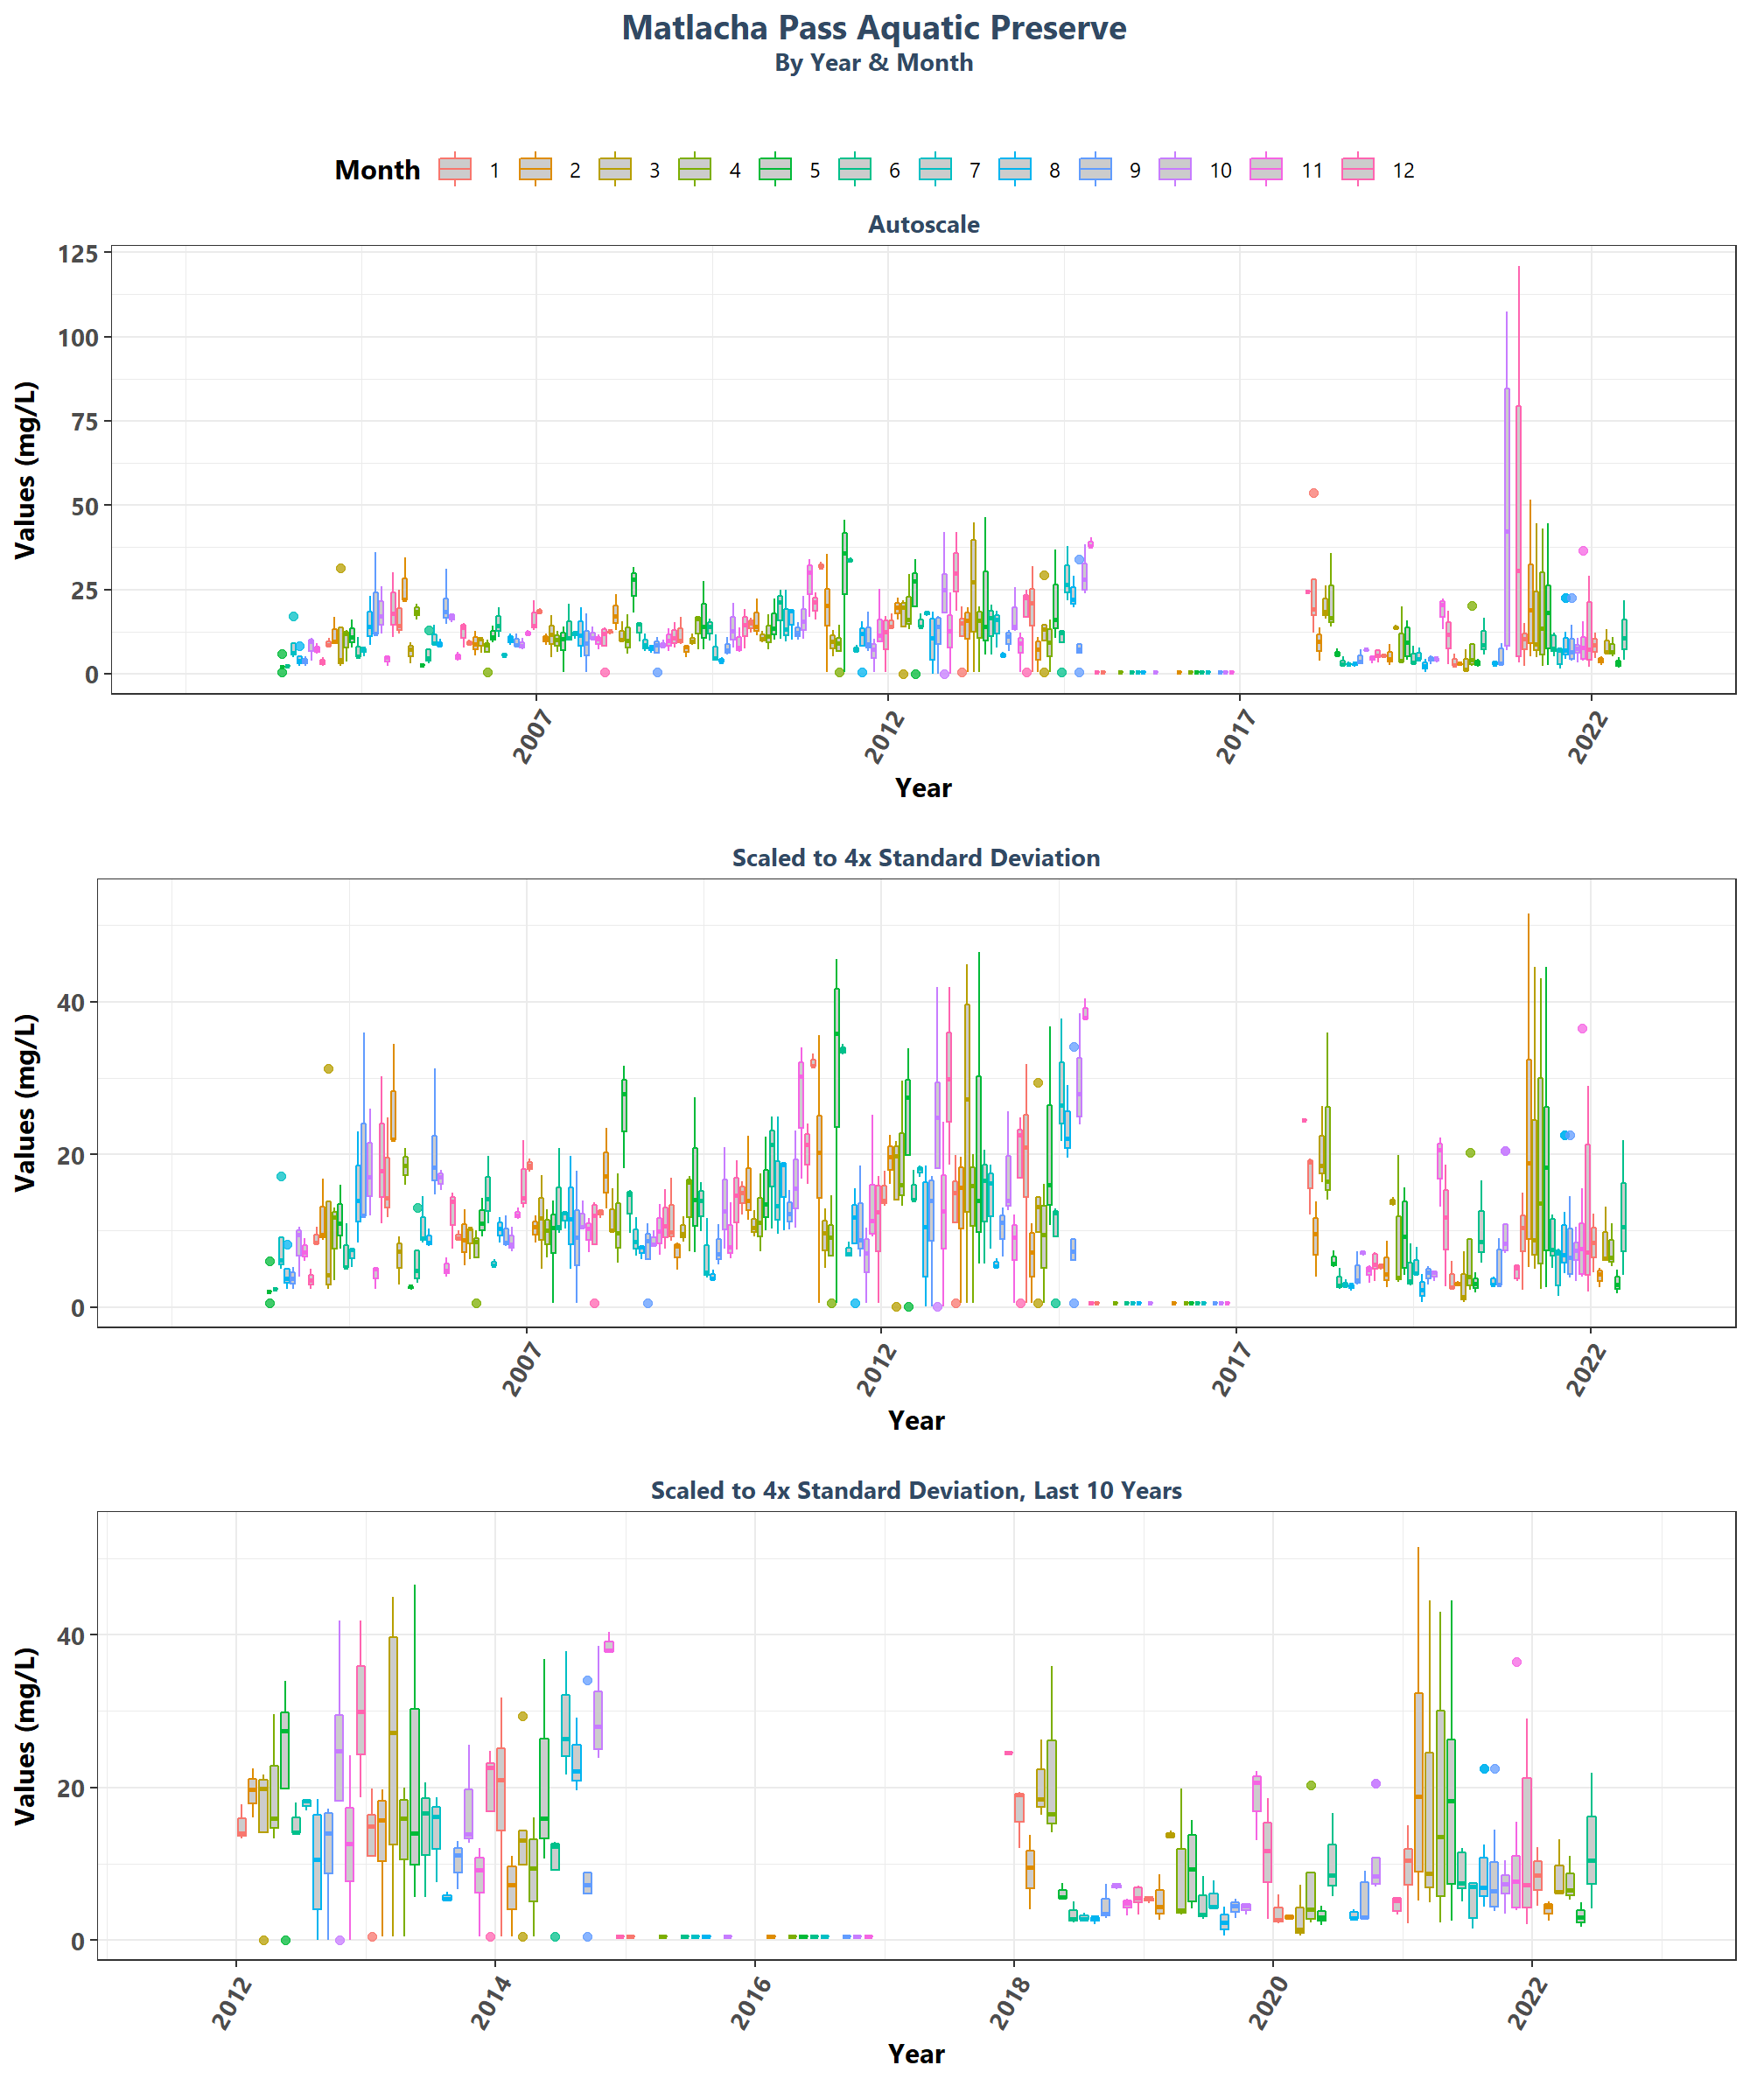 Matlacha Pass Aquatic Preserve
By Year & Month
Month 1 2 3 4 5 6 7 8 9 10 11 12
Autoscale
Values (mg/L)
125
100
75
50
25
0
2007 2012 2017 2022
Year
Scaled to 4x Standard Deviation
Values (mg/L)
40
20
0
2007 2012 2017 2022
Year
Scaled to 4x Standard Deviation, Last 10 Years
Values (mg/L)
40
20
0
2012 2014 2016 2018 2020 2022
Year